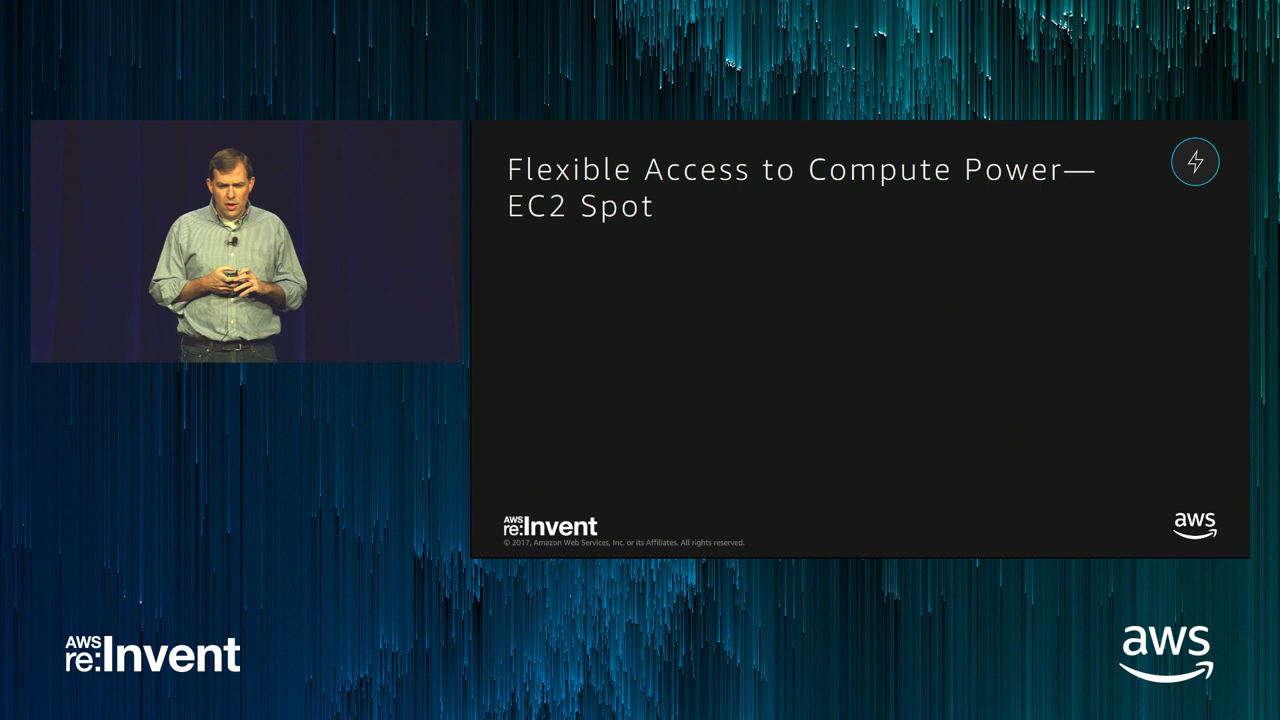 Flexible Access to Compute Power—
EC2 Spot
AWS
re:Invent
© 2017, Amazon Web Services, Inc. or its Affiliates. All rights reserved.
aws
AWS
re:Invent
aws